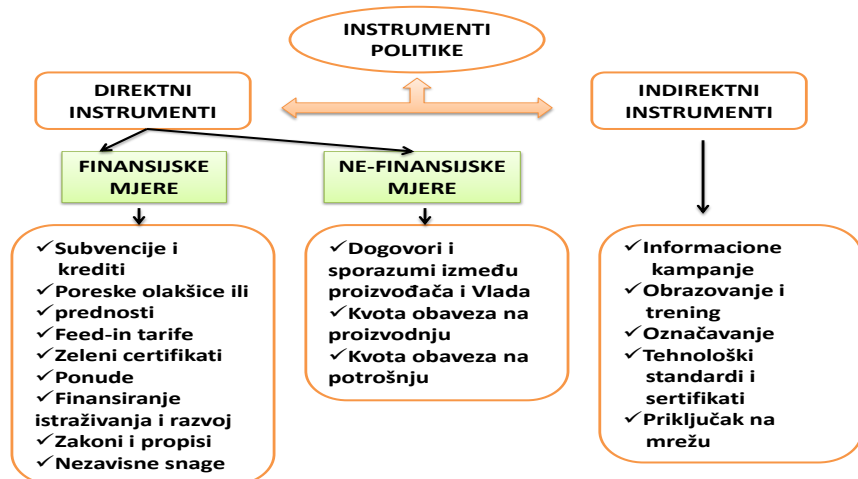 INSTRUMENTI
POLITIKE
DIREKTNI
INSTRUMENTI
INDIREKTNI
INSTRUMENTI
FINANSIJSKE
MJERE
NE-FINANSIJSKE
MJERE
✓Subvencije i
krediti
✓Poreske olakšice ili
✓prednosti
✓Feed-in tarife
✓Zeleni certifikati
✓Ponude
✓Finansiranje
istraživanja i razvoj
✓Zakoni i propisi
✓Nezavisne snage
✓Dogovori i
sporazumi između
proizvođača i Vlada
✓Kvota obaveza na
proizvodnju
✓Kvota obaveza na
potrošnju
✓Informacione
kampanje
✓Obrazovanje i
trening
✓Označavanje
✓Tehnološki
standardi i
sertifikati
✓Priključak na
mrežu